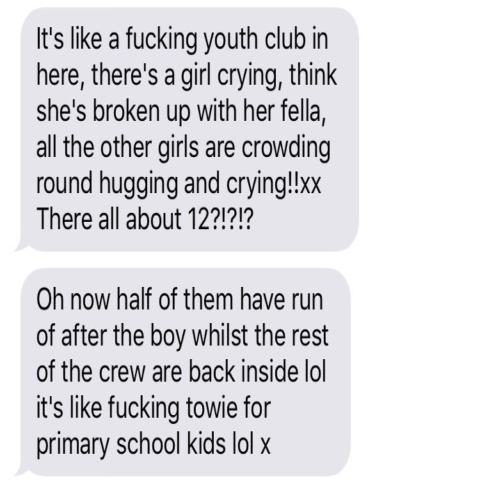 It's like a fucking youth club in
here, there's a girl crying, think
she's broken up with her fella,
all the other girls are crowding
round hugging and crying!!xx
There all about 12?!?!?
Oh now half of them have run
of after the boy whilst the rest
of the crew are back inside lol
it's like fucking towie for
primary school kids lol x